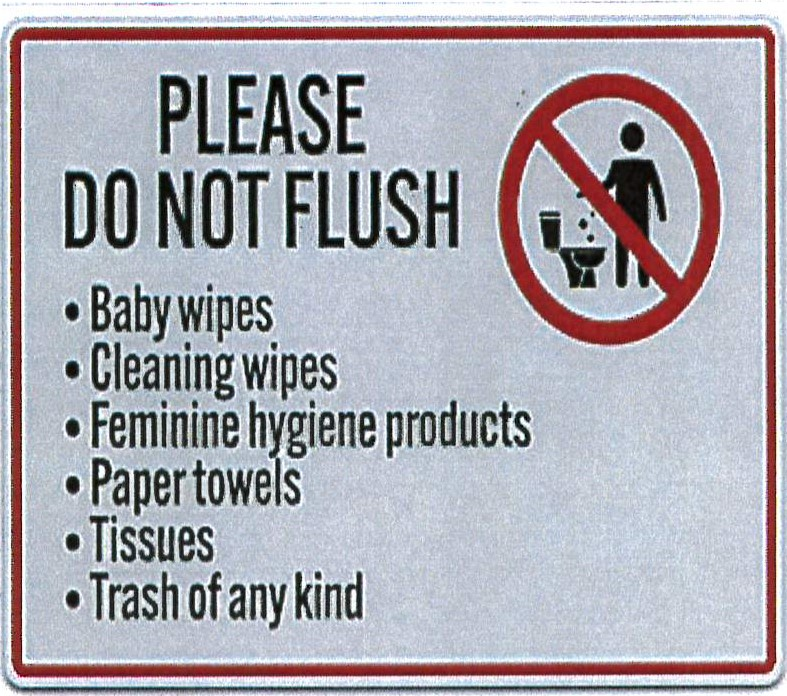 PLEASE
DO NOT FLUSH
• Baby wipes
• Cleaning wipes
• Feminine hygiene products
• Paper towels
• Tissues
• Trash of any kind